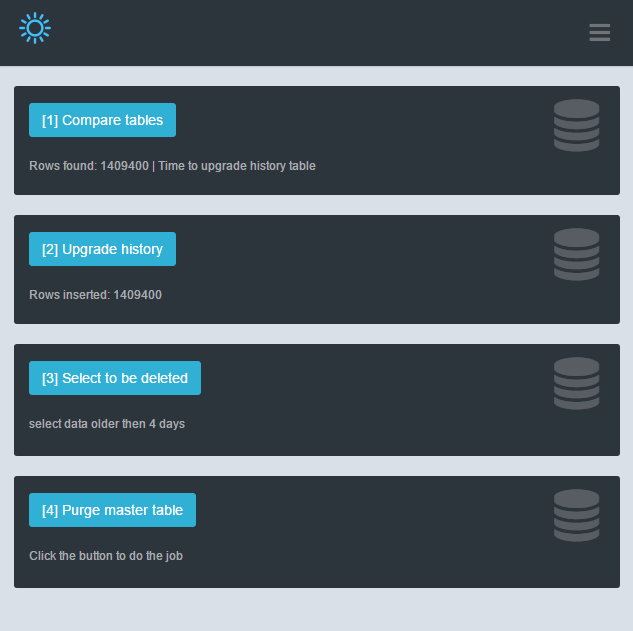 [1] Compare tables
Rows found: 1409400 | Time to upgrade history table
[2] Upgrade history
Rows inserted: 1409400
[3] Select to be deleted
select data older then 4 days
[4] Purge master table
Click the button to do the job